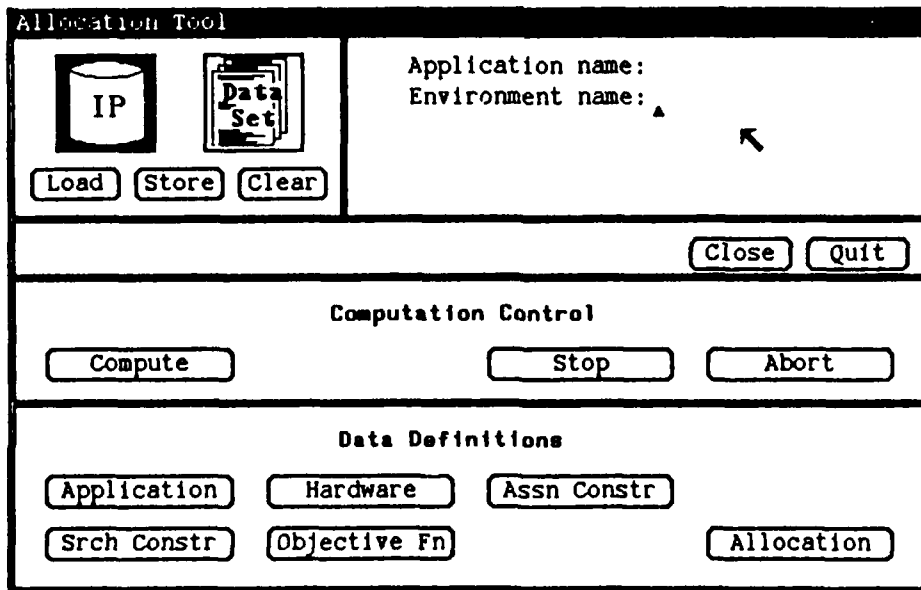 Allocation Tool
IP
Data
Set
Load Store Clear
Application name:
Environment name:
Close Quit
Computation Control
Compute Stop Abort
Data Definitions
Application Hardware Assn Constr
Srch Constr Objective Fn Allocation